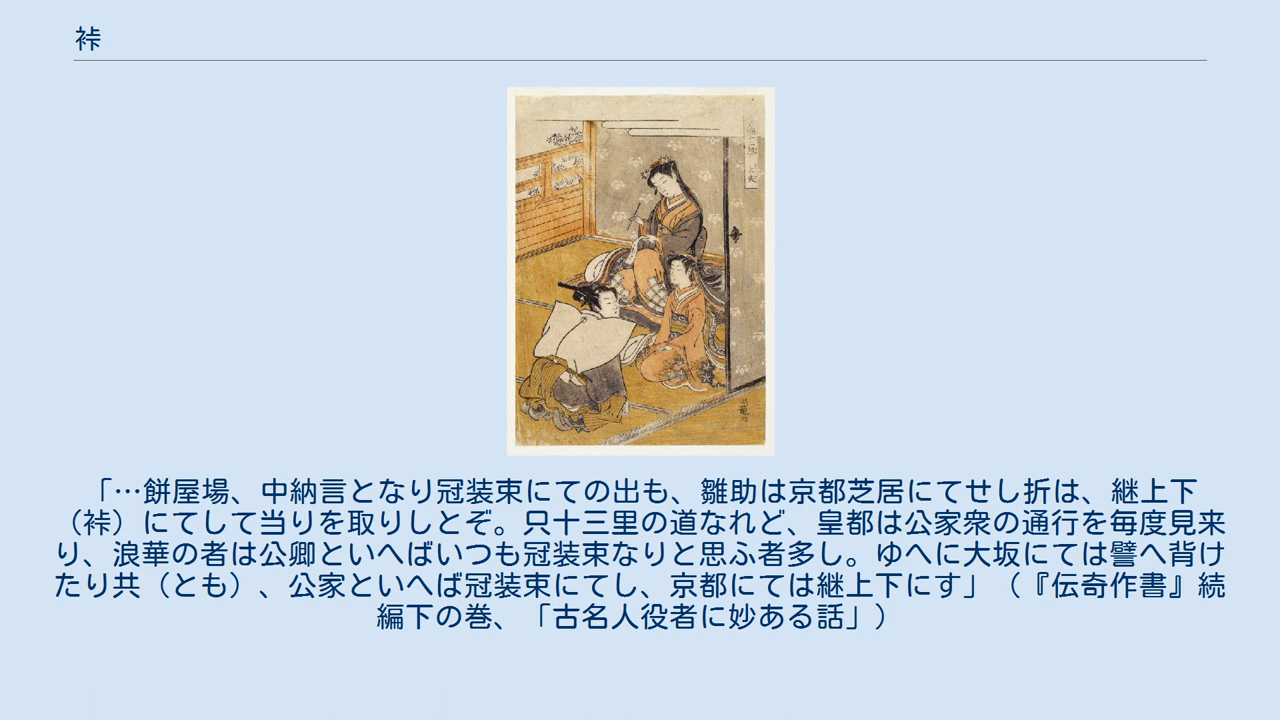 裃
「…餅屋場、中納言となり冠装束にての出も、雛助は京都芝居にてせし折は、継上下
（裃）にてして当りを取りしとぞ。只十三里の道なれど、皇都は公家衆の通行を毎度見来
り、浪華の者は公卿といへばいつも冠装束なりと思ふ者多し。ゆへに大坂にては譬へ背け
たり共（とも）、公家といへば冠装束にてし、京都にては継上下にす」（『伝奇作書』続
編下の巻、「古名人役者に妙ある話」）